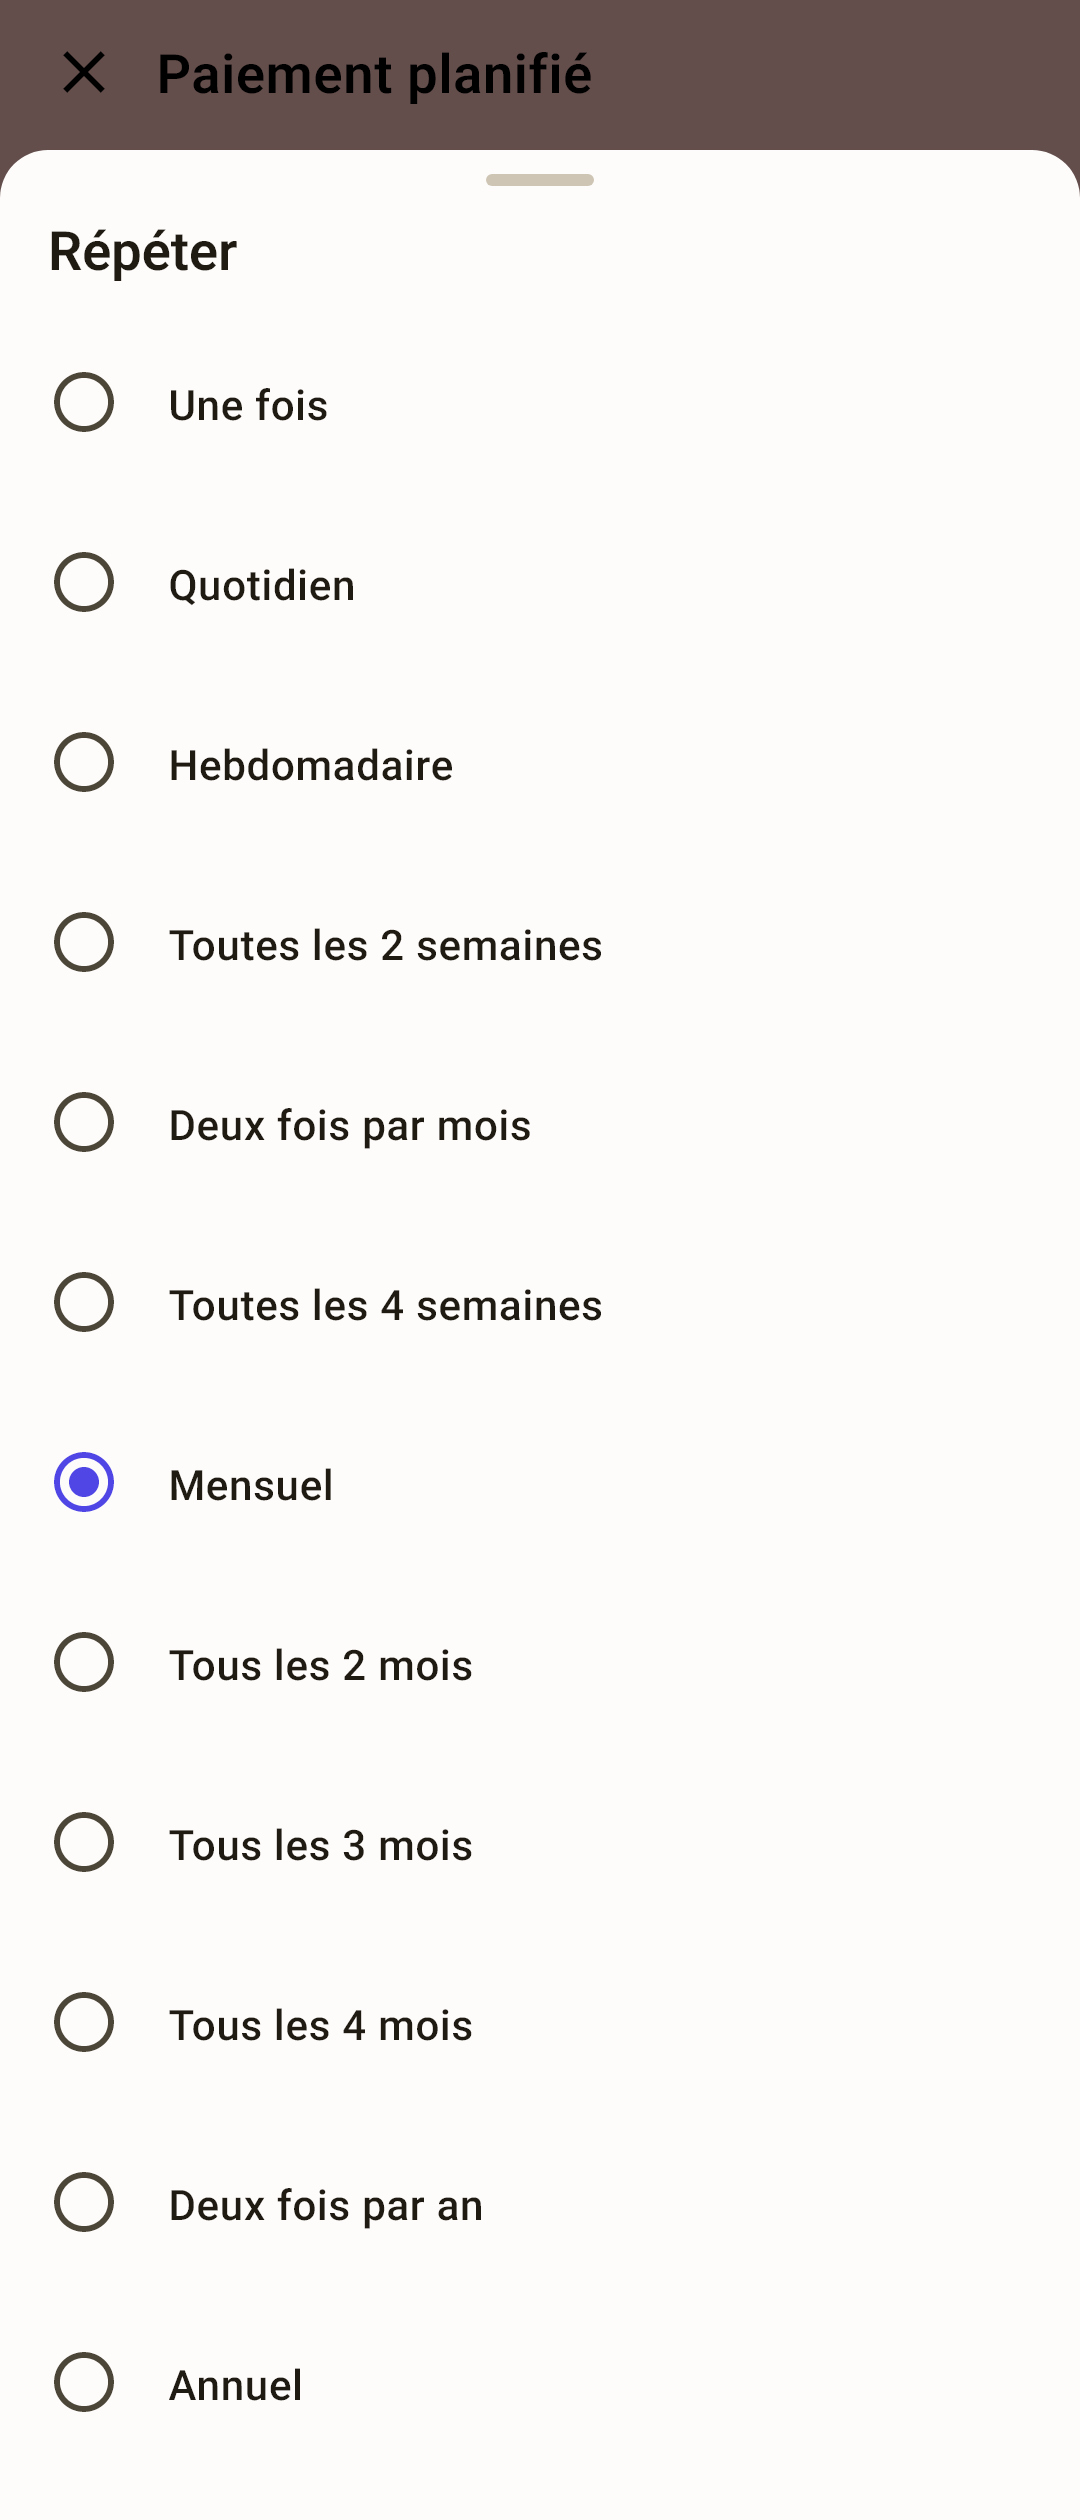 Paiement planifié
Répéter
Une fois
Quotidien
Hebdomadaire
Toutes les 2 semaines
Deux fois par mois
Toutes les 4 semaines
Mensuel
Tous les 2 mois
Tous les 3 mois
Tous les 4 mois
Deux fois par an
Annuel